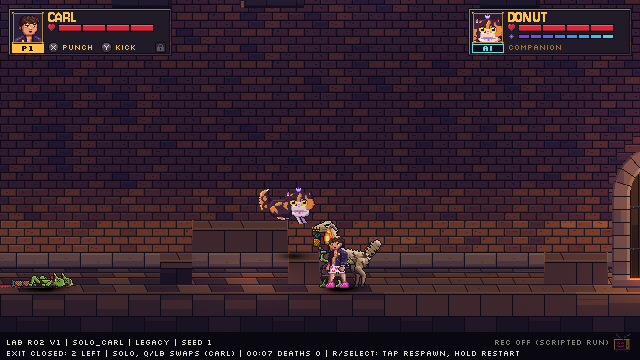 CARL
P1
PUNCH
KICK
DONUT
AI
COMPANION
LAB R02 V1 | SOLO_CARL | LEGACY | SEED 1
REC OFF (SCRIPTED RUN)
EXIT CLOSED: 2 LEFT | SOLO, Q/LB SWAPS (CARL) | 00:07 DEATHS 0 | R/SELECT: TAP RESPAWN, HOLD RESTART